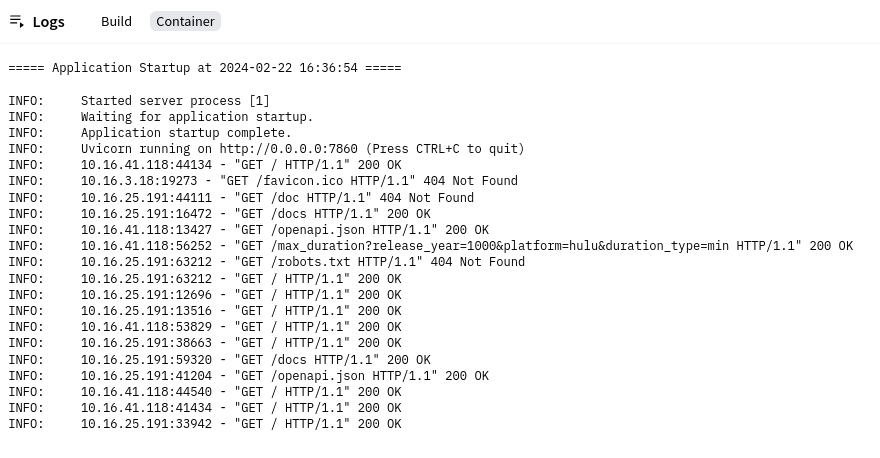 Logs Build Container
===== Application Startup at 2024-02-22 16:36:54 =====
INFO:     Started server process [1]
INFO:     Waiting for application startup.
INFO:     Application startup complete.
INFO:     Uvicorn running on http://0.0.0.0:7860 (Press CTRL+C to quit)
INFO:     10.16.41.118:44134 - "GET / HTTP/1.1" 200 OK
INFO:     10.16.3.18:19273 - "GET /favicon.ico HTTP/1.1" 404 Not Found
INFO:     10.16.25.191:44111 - "GET /doc HTTP/1.1" 404 Not Found
INFO:     10.16.25.191:16472 - "GET /docs HTTP/1.1" 200 OK
INFO:     10.16.41.118:13427 - "GET /openapi.json HTTP/1.1" 200 OK
INFO:     10.16.41.118:56252 - "GET /max_duration?release_year=1000&platform=hulu&duration_type=min HTTP/1.1" 200 OK
INFO:     10.16.25.191:63212 - "GET /robots.txt HTTP/1.1" 404 Not Found
INFO:     10.16.25.191:63212 - "GET / HTTP/1.1" 200 OK
INFO:     10.16.25.191:12696 - "GET / HTTP/1.1" 200 OK
INFO:     10.16.25.191:13516 - "GET / HTTP/1.1" 200 OK
INFO:     10.16.41.118:53829 - "GET / HTTP/1.1" 200 OK
INFO:     10.16.25.191:38663 - "GET / HTTP/1.1" 200 OK
INFO:     10.16.25.191:59320 - "GET /docs HTTP/1.1" 200 OK
INFO:     10.16.25.191:41204 - "GET /openapi.json HTTP/1.1" 200 OK
INFO:     10.16.41.118:44540 - "GET / HTTP/1.1" 200 OK
INFO:     10.16.41.118:41434 - "GET / HTTP/1.1" 200 OK
INFO:     10.16.25.191:33942 - "GET / HTTP/1.1" 200 OK